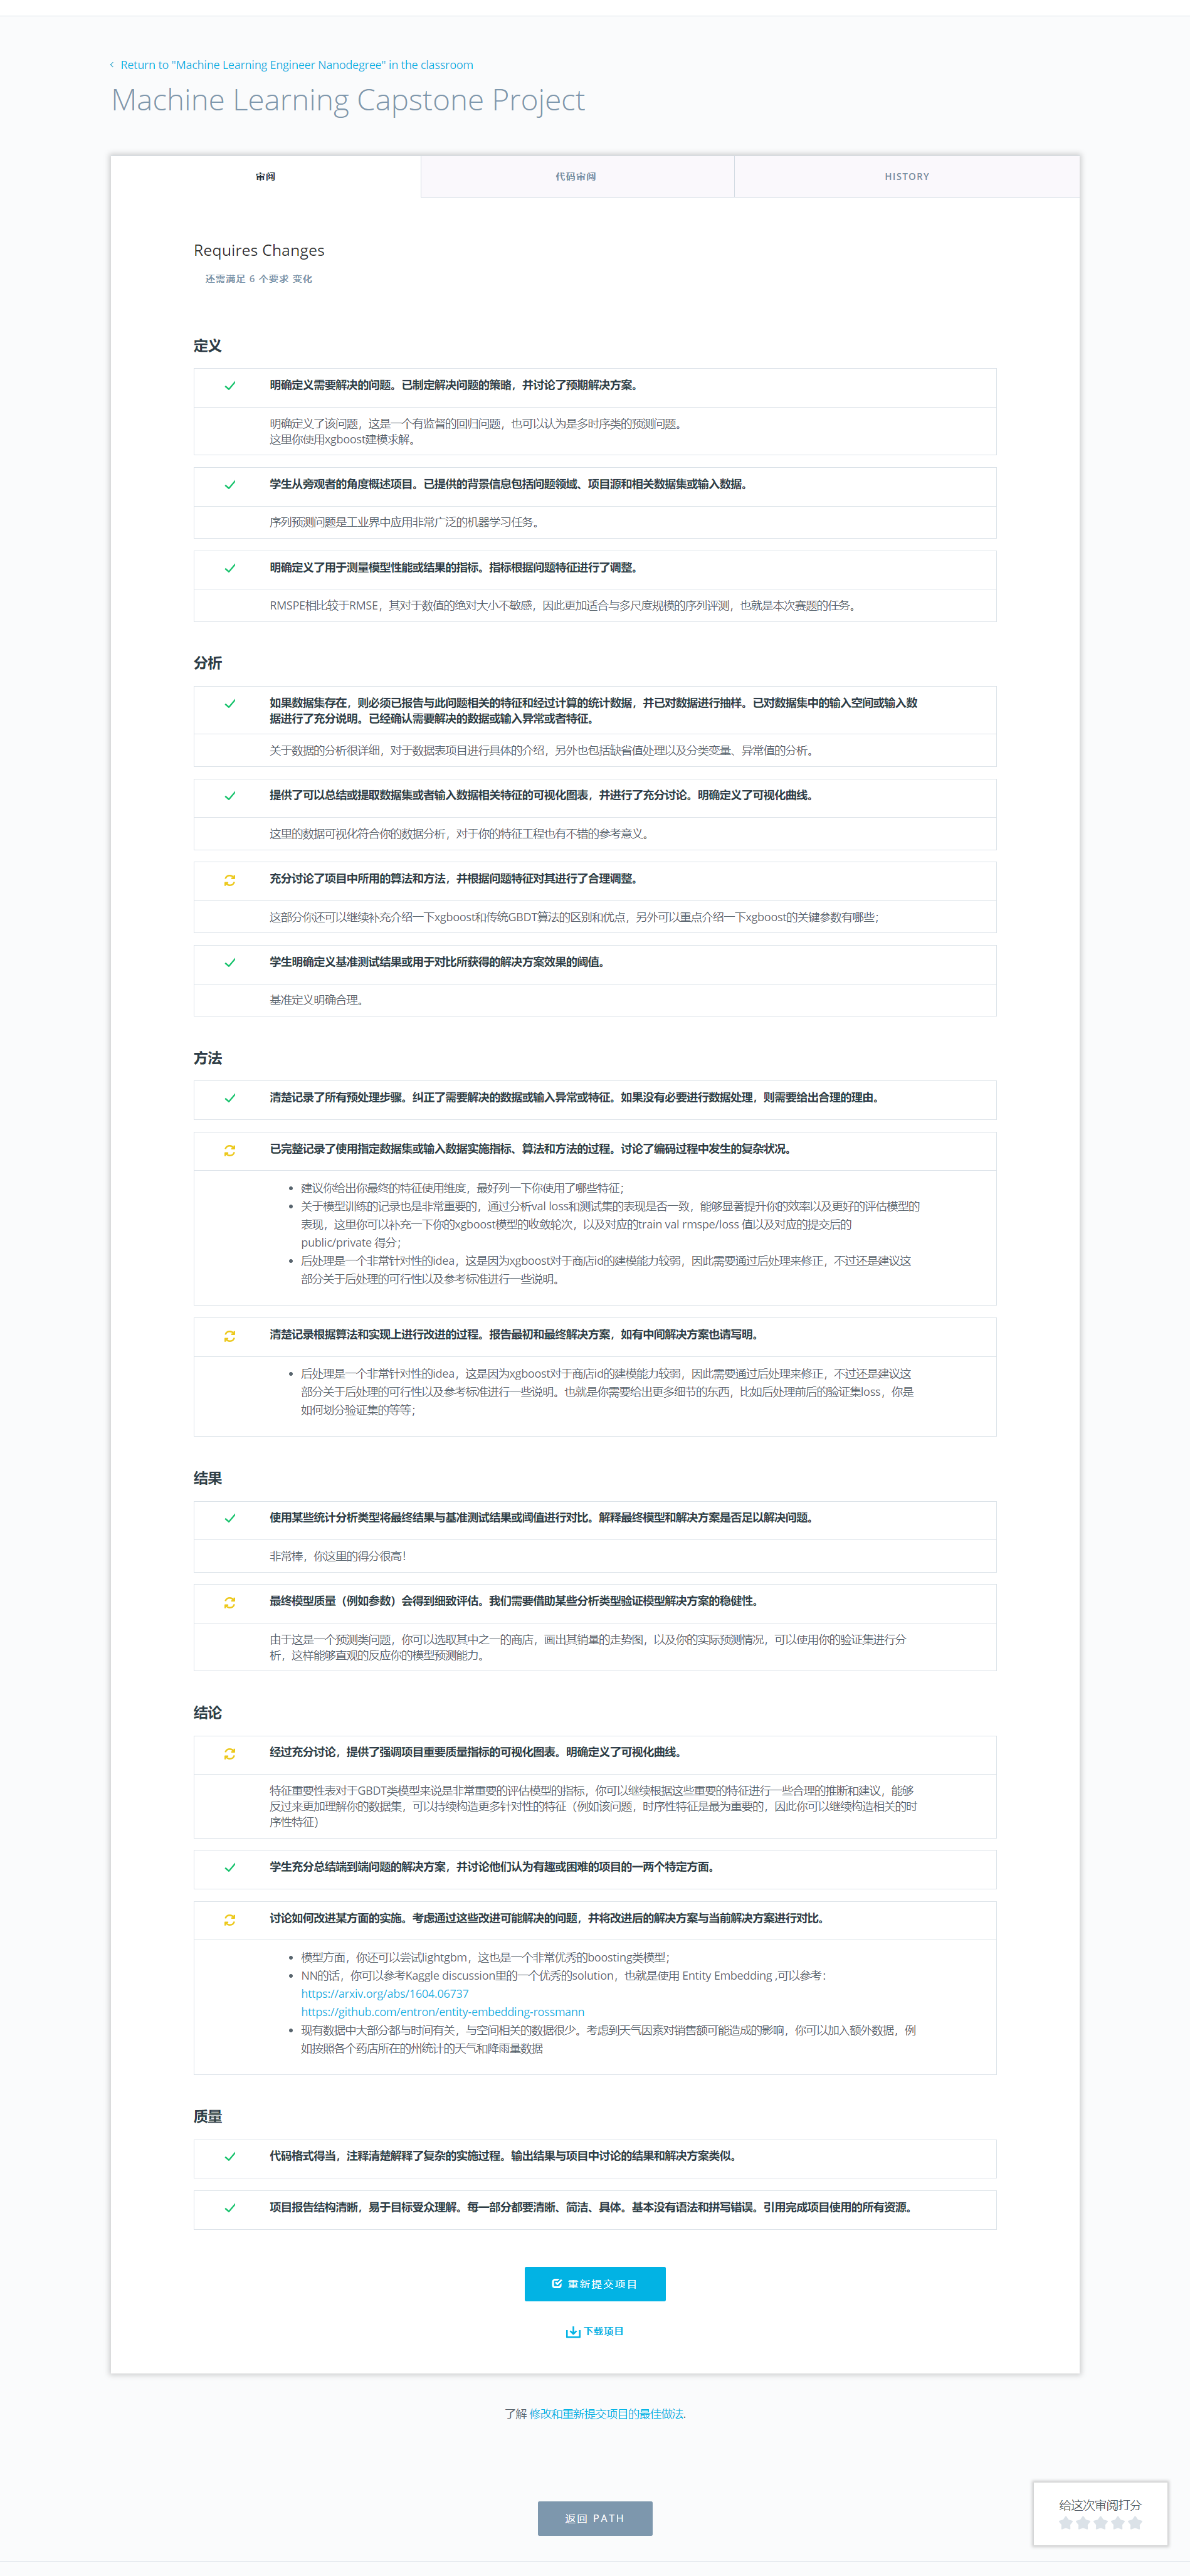 Return to "Machine Learning Engineer Nanodegree" in the classroom
Machine Learning Capstone Project
审阅
代码审阅
HISTORY
Requires Changes
还需满足 6 个要求 变化
定义
明确定义需要解决的问题。已制定解决问题的策略，并讨论了预期解决方案。
明确定义了该问题，这是一个有监督的回归问题，也可以认为是多时序类的预测问题。
这里你使用xgboost建模求解。
学生从旁观者的角度概述项目。已提供的背景信息包括问题领域、项目源和相关数据集或输入数据。
序列预测问题是工业界中应用非常广泛的机器学习任务。
明确定义了用于测量模型性能或结果的指标。指标根据问题特征进行了调整。
RMSPE相比较于RMSE，其对于数值的绝对大小不敏感，因此更加适合与多尺度规模的序列评测，也就是本次赛题的任务。
分析
如果数据集存在，则必须已报告与此问题相关的特征和经过计算的统计数据，并已对数据进行抽样。已对数据集中的输入空间或输入数
据进行了充分说明。已经确认需要解决的数据或输入异常或者特征。
关于数据的分析很详细，对于数据表项目进行具体的介绍，另外也包括缺省值处理以及分类变量、异常值的分析。
提供了可以总结或提取数据集或者输入数据相关特征的可视化图表，并进行了充分讨论。明确定义了可视化曲线。
这里的数据可视化符合你的数据分析，对于你的特征工程也有不错的参考意义。
充分讨论了项目中所用的算法和方法，并根据问题特征对其进行了合理调整。
这部分你还可以继续补充介绍一下xgboost和传统GBDT算法的区别和优点，另外可以重点介绍一下xgboost的关键参数有哪些；
学生明确定义基准测试结果或用于对比所获得的解决方案效果的阈值。
基准定义明确合理。
方法
清楚记录了所有预处理步骤。纠正了需要解决的数据或输入异常或特征。如果没有必要进行数据处理，则需要给出合理的理由。
已完整记录了使用指定数据集或输入数据实施指标、算法和方法的过程。讨论了编码过程中发生的复杂状况。
• 建议你给出你最终的特征使用维度，最好列一下你使用了哪些特征；
• 关于模型训练的记录也是非常重要的，通过分析val loss和测试集的表现是否一致，能够显著提升你的效率以及更好的评估模型的
表现，这里你可以补充一下你的xgboost模型的收敛轮次，以及对应的train val rmspe/loss 值以及对应的提交后的
public/private 得分；
• 后处理是一个非常针对性的idea，这是因为xgboost对于商店id的建模能力较弱，因此需要通过后处理来修正，不过还是建议这
部分关于后处理的可行性以及参考标准进行一些说明。
清楚记录根据算法和实现上进行改进的过程。报告最初和最终解决方案，如有中间解决方案也请写明。
• 后处理是一个非常针对性的idea，这是因为xgboost对于商店id的建模能力较弱，因此需要通过后处理来修正，不过还是建议这
部分关于后处理的可行性以及参考标准进行一些说明。也就是你需要给出更多细节的东西，比如后处理前后的验证集loss，你是
如何划分验证集的等等；
结果
使用某些统计分析类型将最终结果与基准测试结果或阈值进行对比。解释最终模型和解决方案是否足以解决问题。
非常棒，你这里的得分很高！
最终模型质量（例如参数）会得到细致评估。我们需要借助某些分析类型验证模型解决方案的稳健性。
由于这是一个预测类问题，你可以选取其中之一的商店，画出其销量的走势图，以及你的实际预测情况，可以使用你的验证集进行分
析，这样能够直观的反应你的模型预测能力。
结论
经过充分讨论，提供了强调项目重要质量指标的可视化图表。明确定义了可视化曲线。
特征重要性表对于GBDT类模型来说是非常重要的评估模型的指标，你可以继续根据这些重要的特征进行一些合理的推断和建议，能够
反过来更加理解你的数据集，可以持续构造更多针对性的特征（例如该问题，时序性特征是最为重要的，因此你可以继续构造相关的时
序性特征）
学生充分总结端到端问题的解决方案，并讨论他们认为有趣或困难的项目的一两个特定方面。
讨论如何改进某方面的实施。考虑通过这些改进可能解决的问题，并将改进后的解决方案与当前解决方案进行对比。
• 模型方面，你还可以尝试lightgbm，这也是一个非常优秀的boosting类模型；
• NN的话，你可以参考Kaggle discussion里的一个优秀的solution，也就是使用 Entity Embedding ,可以参考：
https://arxiv.org/abs/1604.06737
https://github.com/entron/entity-embedding-rossmann
• 现有数据中大部分都与时间有关，与空间相关的数据很少。考虑到天气因素对销售额可能造成的影响，你可以加入额外数据，例
如按照各个药店所在的州统计的天气和降雨量数据
质量
代码格式得当，注释清楚解释了复杂的实施过程。输出结果与项目中讨论的结果和解决方案类似。
项目报告结构清晰，易于目标受众理解。每一部分都要清晰、简洁、具体。基本没有语法和拼写错误。引用完成项目使用的所有资源。
重新提交项目
下载项目
了解 修改和重新提交项目的最佳做法.
给这次审阅打分
返回 PATH